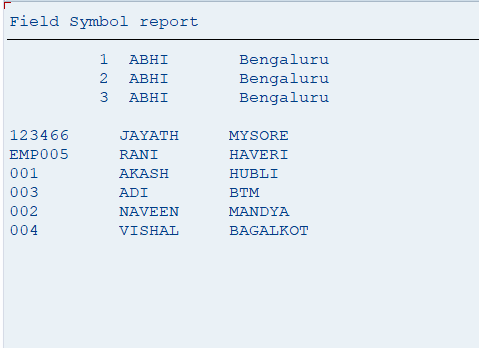 Field Symbol report
1 ABHI Bengaluru
2 ABHI Bengaluru
3 ABHI Bengaluru
123466 JAYATH MYSORE
EMP005 RANI HAVERI
001 AKASH HUBLI
003 ADI BTM
002 NAVEEN MANDYA
004 VISHAL BAGALKOT